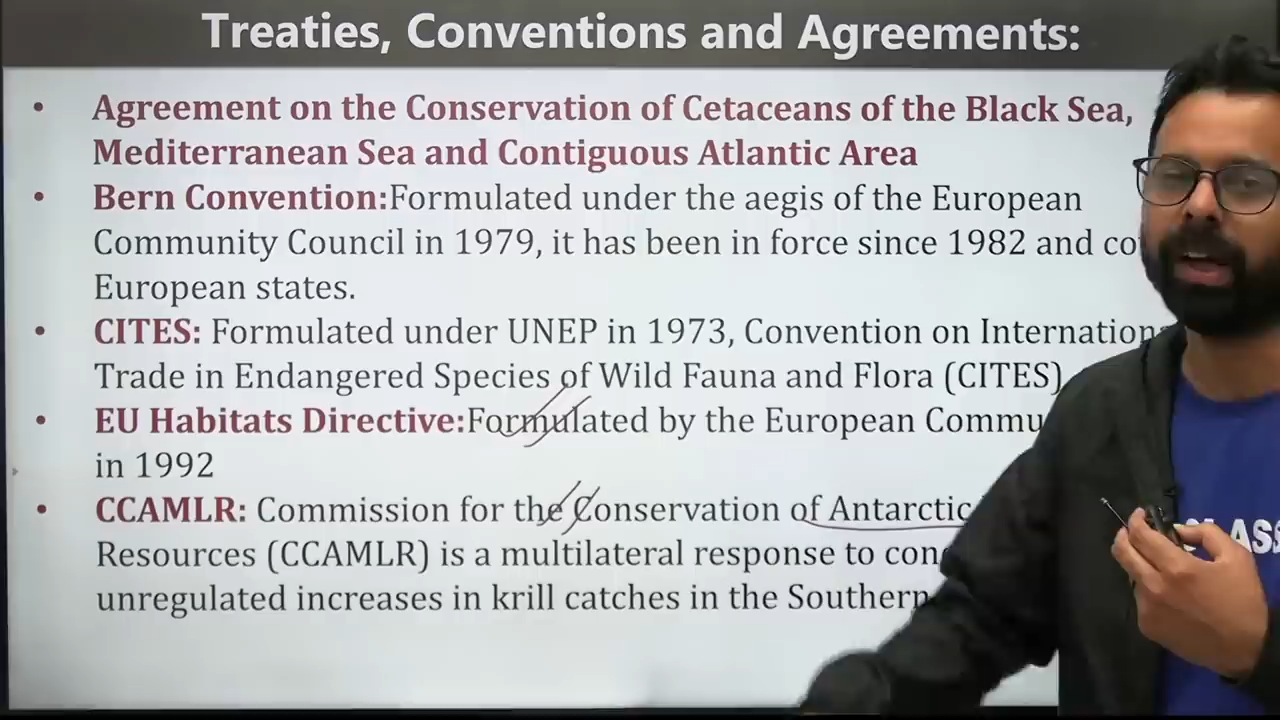 Treaties, Conventions and Agreements:
• Agreement on the Conservation of Cetaceans of the Black Sea,
Mediterranean Sea and Contiguous Atlantic Area
• Bern Convention:Formulated under the aegis of the European
Community Council in 1979, it has been in force since 1982 and
European states.
• CITES: Formulated under UNEP in 1973, Convention on
Trade in Endangered Species of Wild Fauna and Flora (CITES)
• EU Habitats Directive:Formulated by the European
in 1992
• CCAMLR: Commission for the Conservation of Antarctic
Resources (CCAMLR) is a multilateral response to
unregulated increases in krill catches in the Southern